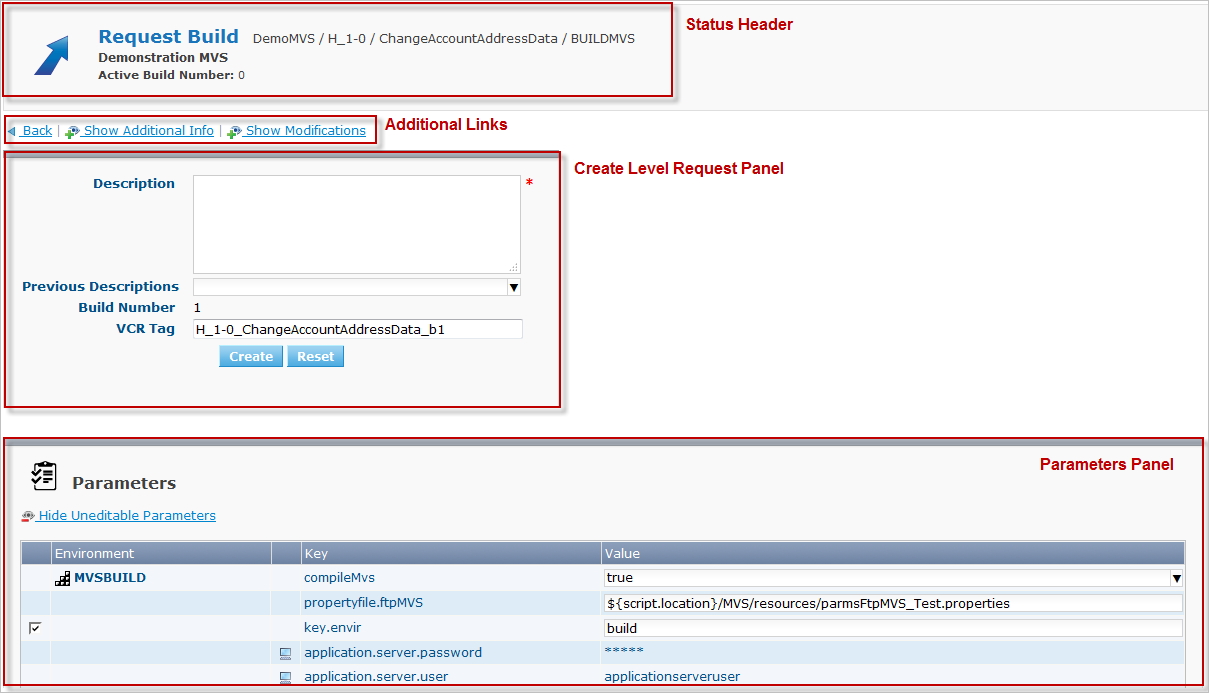 Request Build DemoMVS / H_1-0 / ChangeAccountAddressData / BUILDMVS
Status Header
Demonstration MVS
Active Build Number: 0
Back | Show Additional Info | Show Modifications
Additional Links
Create Level Request Panel
Description *
Previous Descriptions
Build Number 1
VCR Tag H_1-0_ChangeAccountAddressData_b1
Create Reset
Parameters Panel
Parameters
Hide Uneditable Parameters
Environment Key Value
MVSBUILD compileMvs true
propertyfile.ftpMVS ${script.location}/MVS/resources/parmsFtpMVS_Test.properties
key.envir build
application.server.password *****
application.server.user applicationserveruser